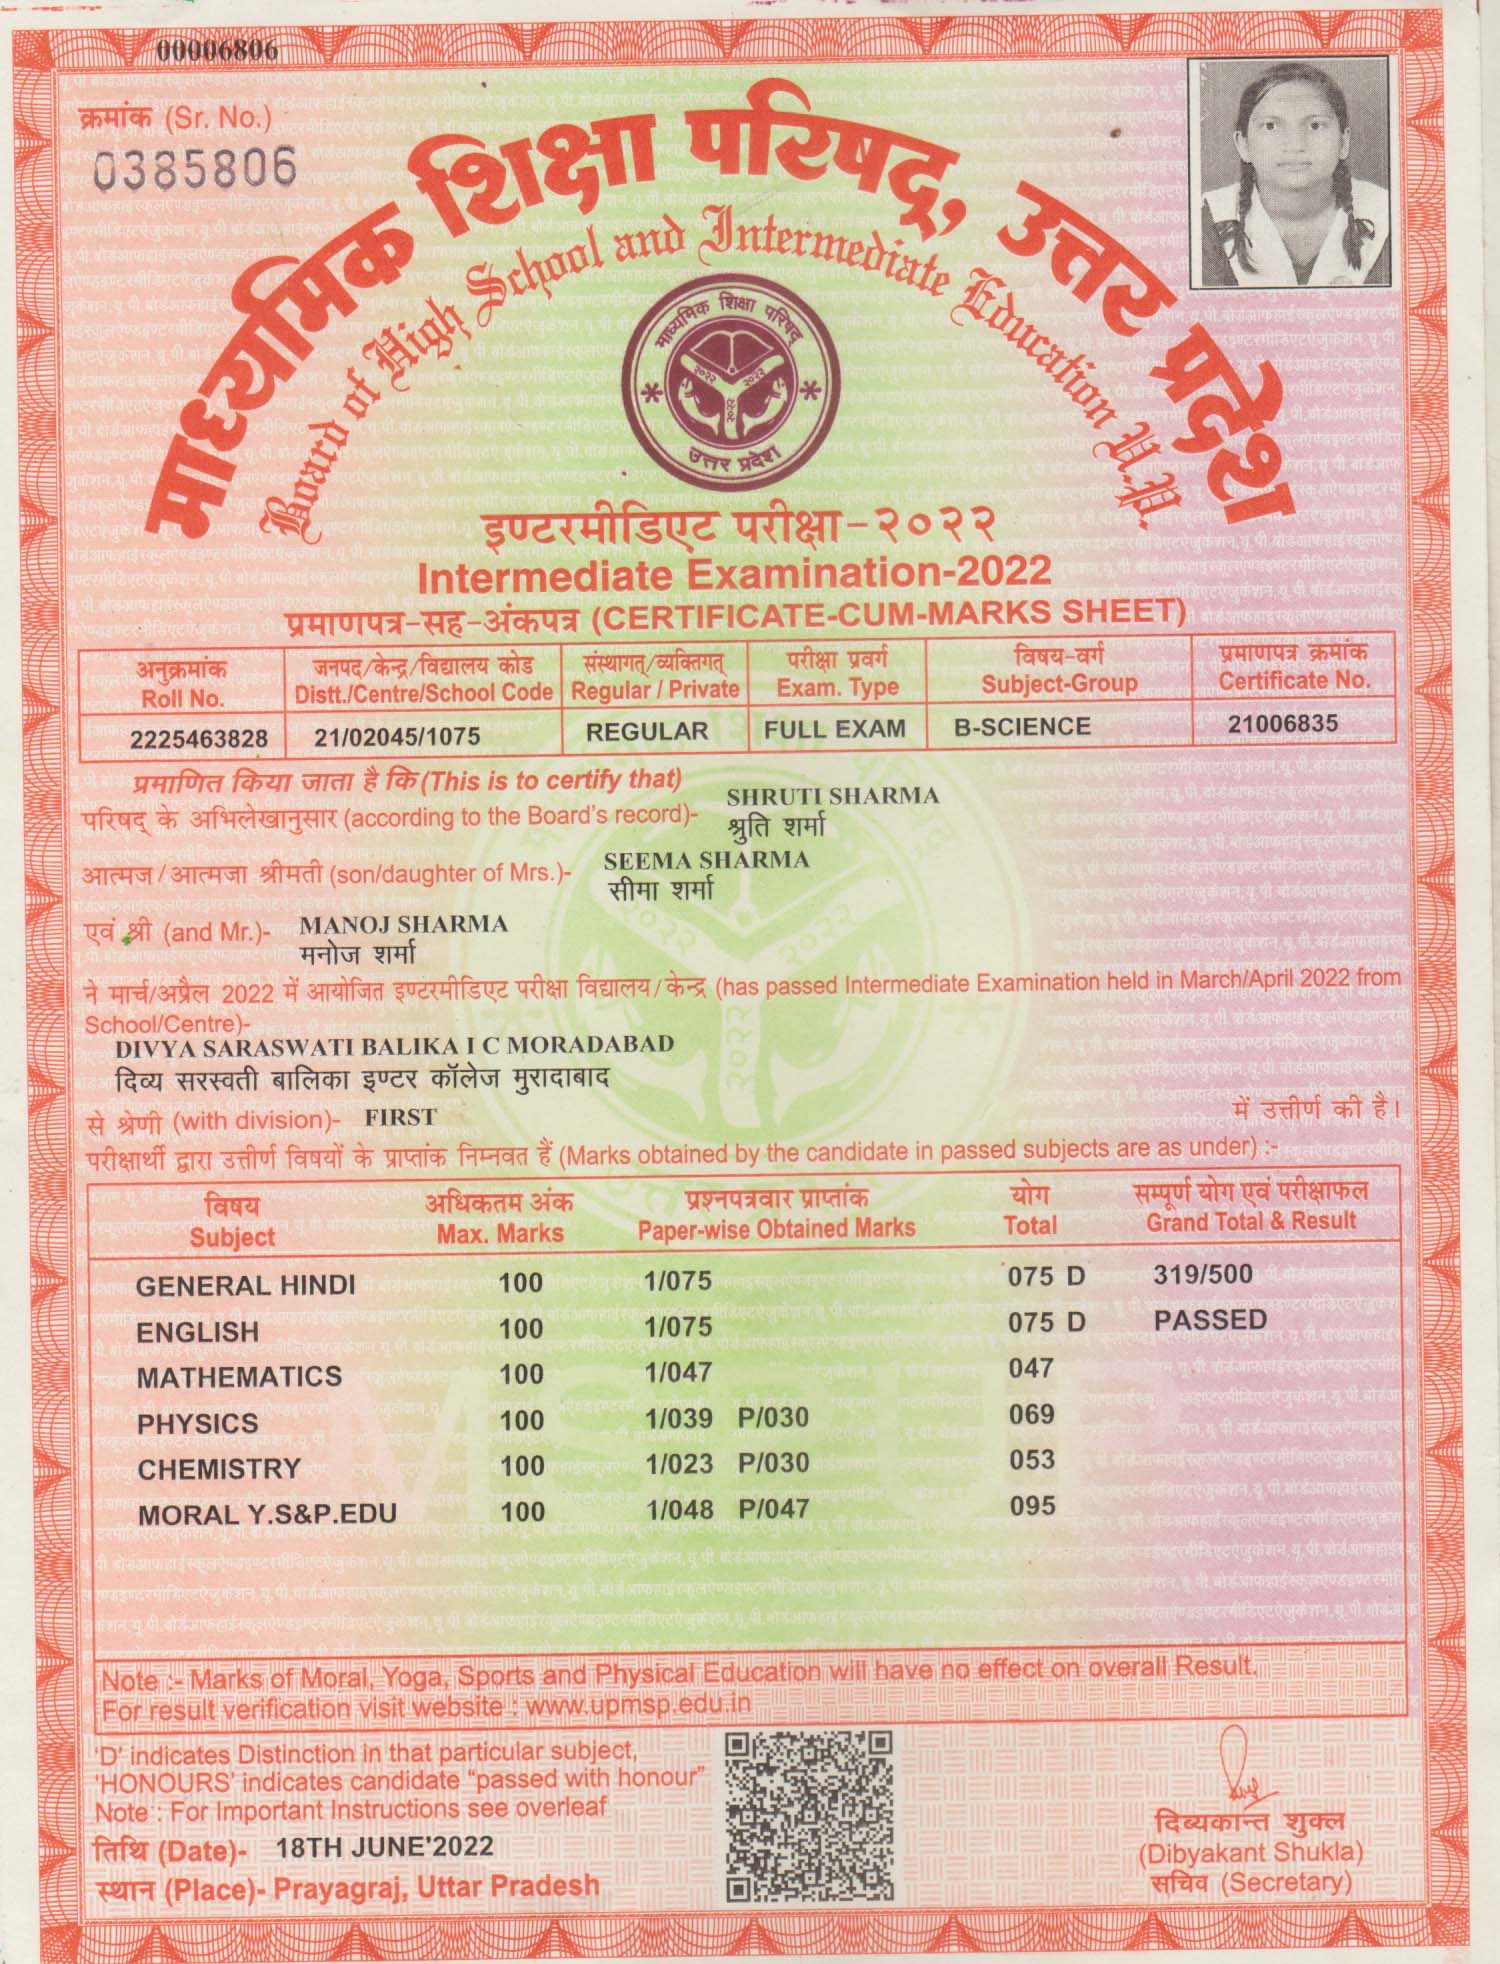 00006806
क्रमांक (Sr. No.)
0385806
माध्यमिक शिक्षा परिषद्, उत्तर प्रदेश
Board of High School and Intermediate Education U.P.
माध्यमिक शिक्षा परिषद्
२०२२ २०२२
२०२२
उत्तर प्रदेश
इण्टरमीडिएट परीक्षा-२०२२
Intermediate Examination-2022
प्रमाणपत्र-सह-अंकपत्र (CERTIFICATE-CUM-MARKS SHEET)
अनुक्रमांक जनपद/केन्द्र/विद्यालय कोड संस्थागत्/व्यक्तिगत् परीक्षा प्रवर्ग विषय-वर्ग प्रमाणपत्र क्रमांक
Roll No. Distt./Centre/School Code Regular / Private Exam. Type Subject-Group Certificate No.
2225463828 21/02045/1075 REGULAR FULL EXAM B-SCIENCE 21006835
प्रमाणित किया जाता है कि (This is to certify that)
SHRUTI SHARMA
परिषद् के अभिलेखानुसार (according to the Board's record)-
श्रुति शर्मा
SEEMA SHARMA
आत्मज/आत्मजा श्रीमती (son/daughter of Mrs.)-
सीमा शर्मा
एवं श्री (and Mr.)- MANOJ SHARMA
मनोज शर्मा
ने मार्च/अप्रैल 2022 में आयोजित इण्टरमीडिएट परीक्षा विद्यालय/केन्द्र (has passed Intermediate Examination held in March/April 2022 from
School/Centre)-
DIVYA SARASWATI BALIKA I C MORADABAD
दिव्य सरस्वती बालिका इण्टर कॉलेज मुरादाबाद
से श्रेणी (with division)- FIRST में उत्तीर्ण की है।
परीक्षार्थी द्वारा उत्तीर्ण विषयों के प्राप्तांक निम्नवत हैं (Marks obtained by the candidate in passed subjects are as under) :-
विषय अधिकतम अंक प्रश्नपत्रवार प्राप्तांक योग सम्पूर्ण योग एवं परीक्षाफल
Subject Max. Marks Paper-wise Obtained Marks Total Grand Total & Result
GENERAL HINDI 100 1/075 075 D 319/500
ENGLISH 100 1/075 075 D PASSED
MATHEMATICS 100 1/047 047
PHYSICS 100 1/039 P/030 069
CHEMISTRY 100 1/023 P/030 053
MORAL Y.S&P.EDU 100 1/048 P/047 095
Note :- Marks of Moral, Yoga, Sports and Physical Education will have no effect on overall Result.
For result verification visit website : www.upmsp.edu.in
'D' indicates Distinction in that particular subject,
'HONOURS' indicates candidate "passed with honour"
Note : For Important Instructions see overleaf
तिथि (Date)- 18TH JUNE'2022
स्थान (Place)- Prayagraj, Uttar Pradesh
दिव्यकान्त शुक्ल
(Dibyakant Shukla)
सचिव (Secretary)